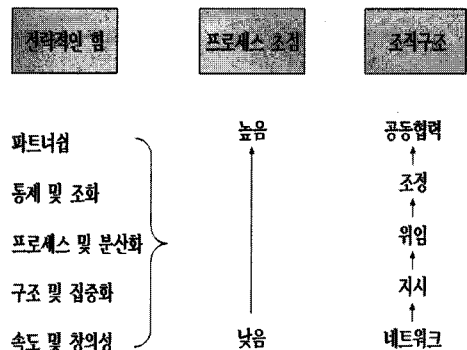 전략적인 힘
프로세스 초점
조직구조
파트너쉽
통제 및 조화
프로세스 및 분산화
구조 및 집중화
속도 및 창의성
높음
낮음
공동협력
조정
위임
지시
네트워크